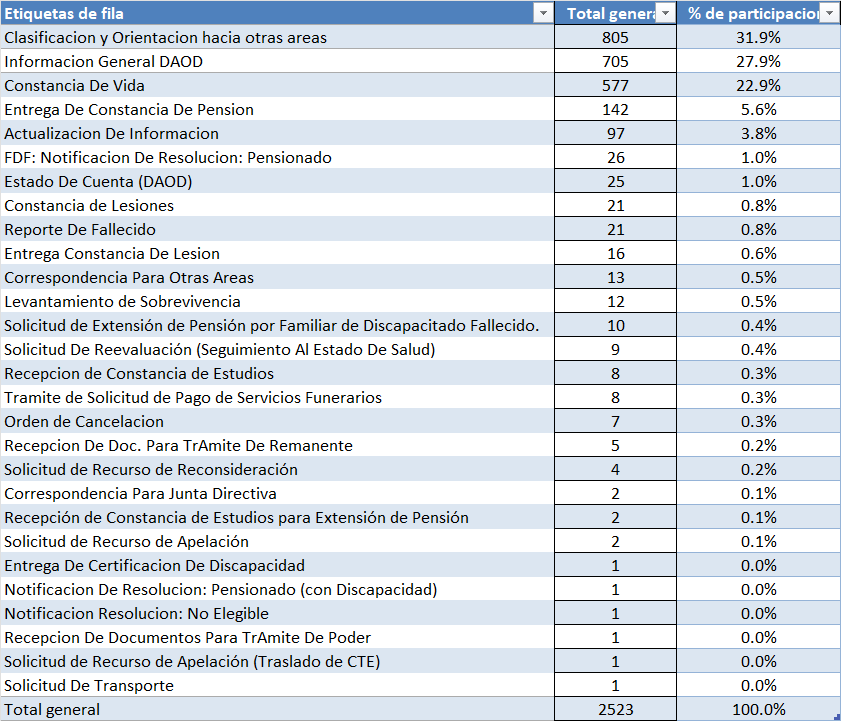 Etiquetas de fila Total genera % de participacion
Clasificacion y Orientacion hacia otras areas 805 31.9%
Informacion General DAOD 705 27.9%
Constancia De Vida 577 22.9%
Entrega De Constancia De Pension 142 5.6%
Actualizacion De Informacion 97 3.8%
FDF: Notificacion De Resolucion: Pensionado 26 1.0%
Estado De Cuenta (DAOD) 25 1.0%
Constancia de Lesiones 21 0.8%
Reporte De Fallecido 21 0.8%
Entrega Constancia De Lesion 16 0.6%
Correspondencia Para Otras Areas 13 0.5%
Levantamiento de Sobrevivencia 12 0.5%
Solicitud de Extensión de Pensión por Familiar de Discapacitado Fallecido. 10 0.4%
Solicitud De Reevaluación (Seguimiento Al Estado De Salud) 9 0.4%
Recepcion de Constancia de Estudios 8 0.3%
Tramite de Solicitud de Pago de Servicios Funerarios 8 0.3%
Orden de Cancelacion 7 0.3%
Recepcion De Doc. Para TrAmite De Remanente 5 0.2%
Solicitud de Recurso de Reconsideración 4 0.2%
Correspondencia Para Junta Directiva 2 0.1%
Recepción de Constancia de Estudios para Extensión de Pensión 2 0.1%
Solicitud de Recurso de Apelación 2 0.1%
Entrega De Certificacion De Discapacidad 1 0.0%
Notificacion De Resolucion: Pensionado (con Discapacidad) 1 0.0%
Notificacion Resolucion: No Elegible 1 0.0%
Recepcion De Documentos Para TrAmite De Poder 1 0.0%
Solicitud de Recurso de Apelación (Traslado de CTE) 1 0.0%
Solicitud De Transporte 1 0.0%
Total general 2523 100.0%